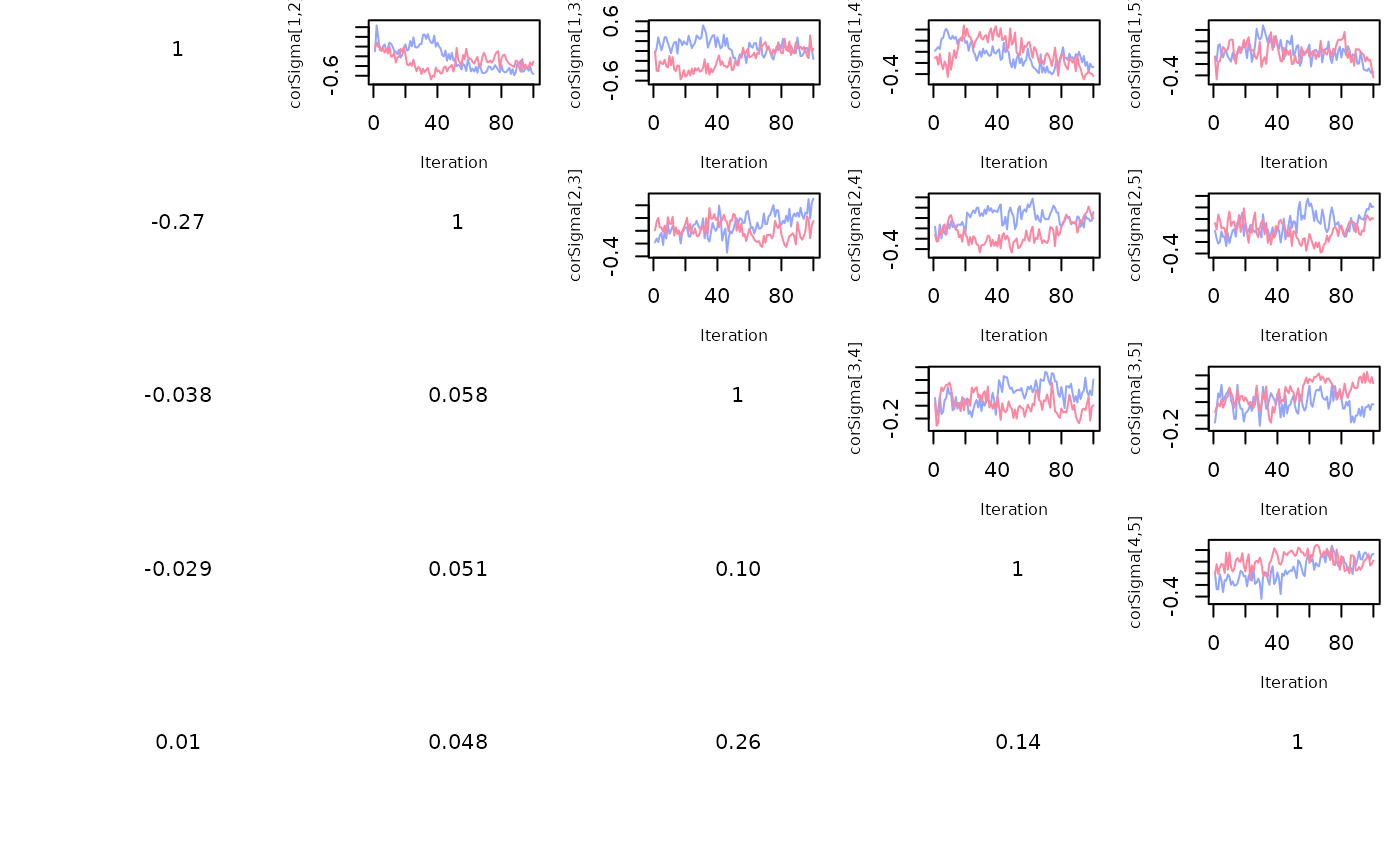 1
corSigma[1,2
-0.6
0 40 80
Iteration
corSigma[1,3
-0.6 0.6
0 40 80
Iteration
corSigma[1,4
-0.4
0 40 80
Iteration
corSigma[1,5
-0.4
0 40 80
Iteration
-0.27
1
corSigma[2,3]
-0.4
0 40 80
Iteration
corSigma[2,4]
-0.4
0 40 80
Iteration
corSigma[2,5]
-0.4
0 40 80
Iteration
-0.038
0.058
1
corSigma[3,4]
-0.2
0 40 80
Iteration
corSigma[3,5]
-0.2
0 40 80
Iteration
-0.029
0.051
0.10
1
corSigma[4,5]
-0.4
0 40 80
Iteration
0.01
0.048
0.26
0.14
1